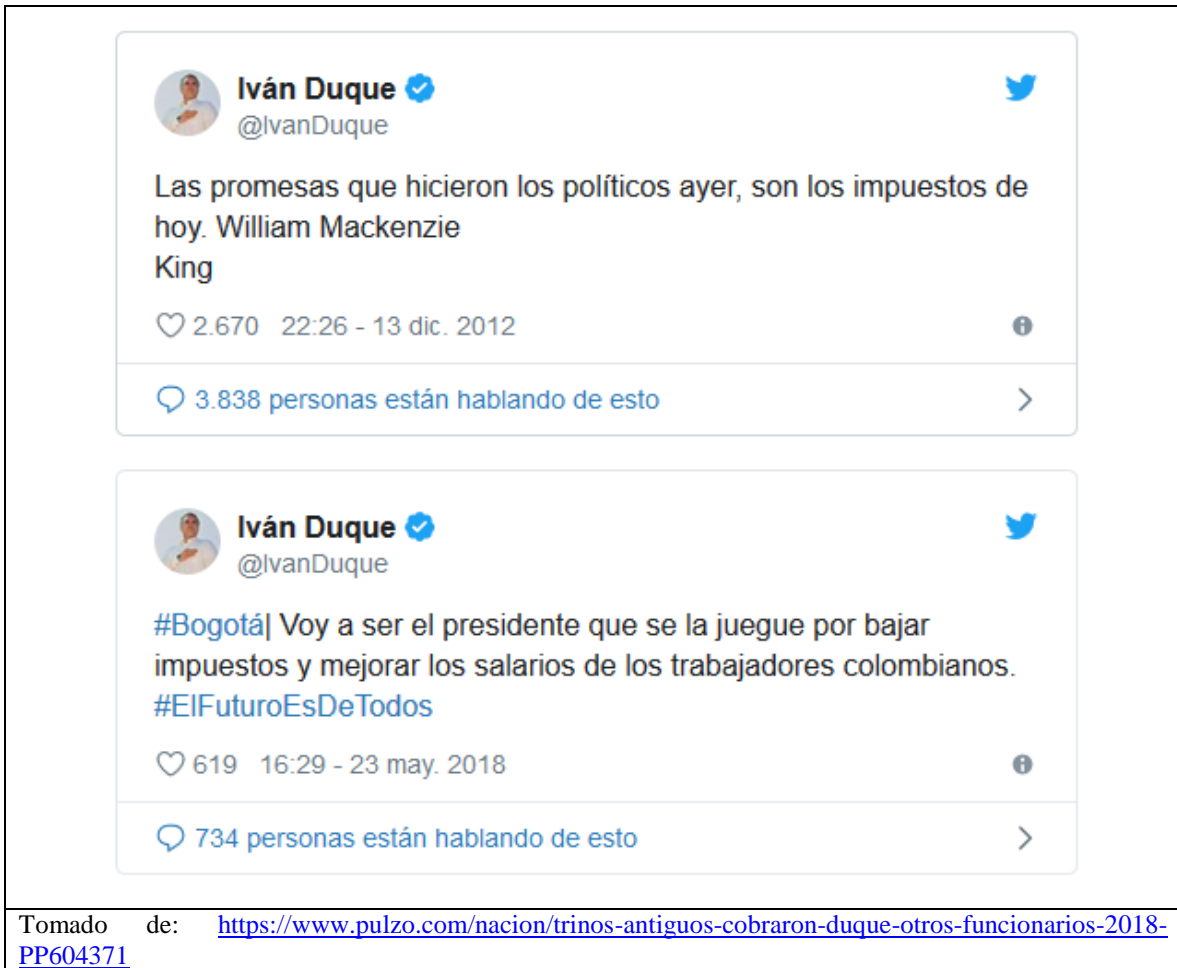 Iván Duque
@IvanDuque
Las promesas que hicieron los políticos ayer, son los impuestos de
hoy. William Mackenzie
King
2.670 22:26 - 13 dic. 2012
3.838 personas están hablando de esto
Iván Duque
@IvanDuque
#Bogotá| Voy a ser el presidente que se la juegue por bajar
impuestos y mejorar los salarios de los trabajadores colombianos.
#ElFuturoEsDeTodos
619 16:29 - 23 may. 2018
734 personas están hablando de esto
Tomado de: https://www.pulzo.com/nacion/trinos-antiguos-cobraron-duque-otros-funcionarios-2018-
PP604371